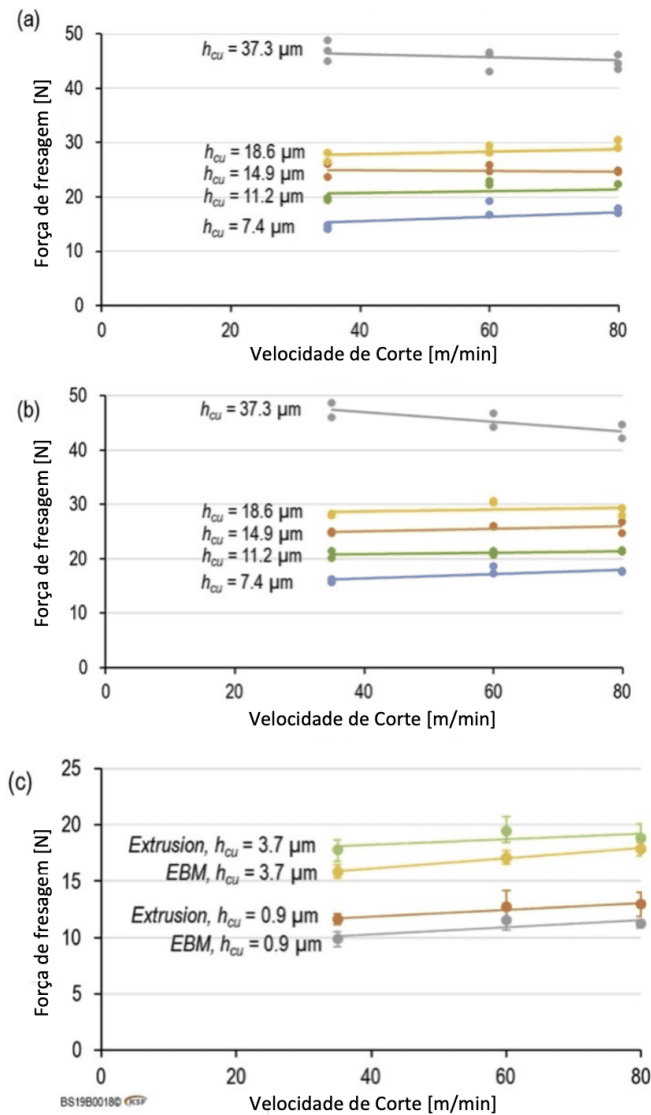 (a)
50
40
30
20
10
0
Força de fresagem [N]
h_cu = 37.3 µm
h_cu = 18.6 µm
h_cu = 14.9 µm
h_cu = 11.2 µm
h_cu = 7.4 µm
0 20 40 60 80
Velocidade de Corte [m/min]
(b)
50
40
30
20
10
0
Força de fresagem [N]
h_cu = 37.3 µm
h_cu = 18.6 µm
h_cu = 14.9 µm
h_cu = 11.2 µm
h_cu = 7.4 µm
0 20 40 60 80
Velocidade de Corte [m/min]
(c)
25
20
15
10
5
0
Força de fresagem [N]
Extrusion, h_cu = 3.7 µm
EBM, h_cu = 3.7 µm
Extrusion, h_cu = 0.9 µm
EBM, h_cu = 0.9 µm
0 20 40 60 80
Velocidade de Corte [m/min]
BS19B0018©